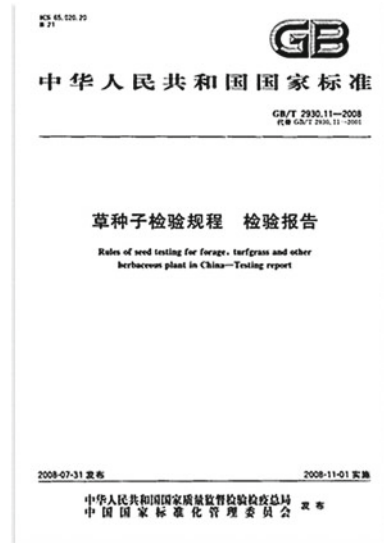 ICS 65.020.20
B 21
GB
中华人民共和国国家标准
GB/T 2930.11—2008
代替 GB/T 2930.11—2001
草种子检验规程 检验报告
Rules of seed testing for forage, turfgrass and other
herbaceous plant in China—Testing report
2008-07-31 发布
2008-11-01 实施
中华人民共和国国家质量监督检验检疫总局
中国国家标准化管理委员会
发布